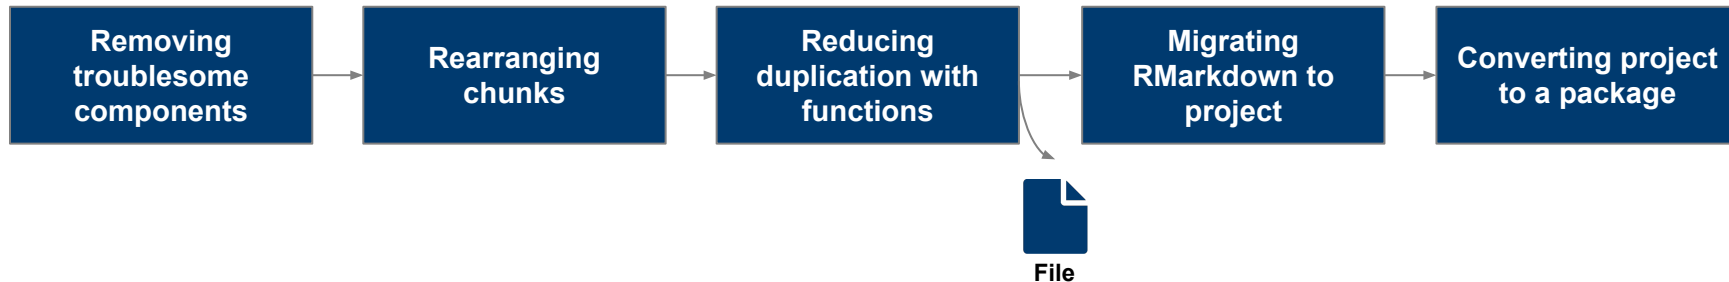 Removing
troublesome
components
Rearranging
chunks
Reducing
duplication with
functions
Migrating
RMarkdown to
project
Converting project
to a package
File